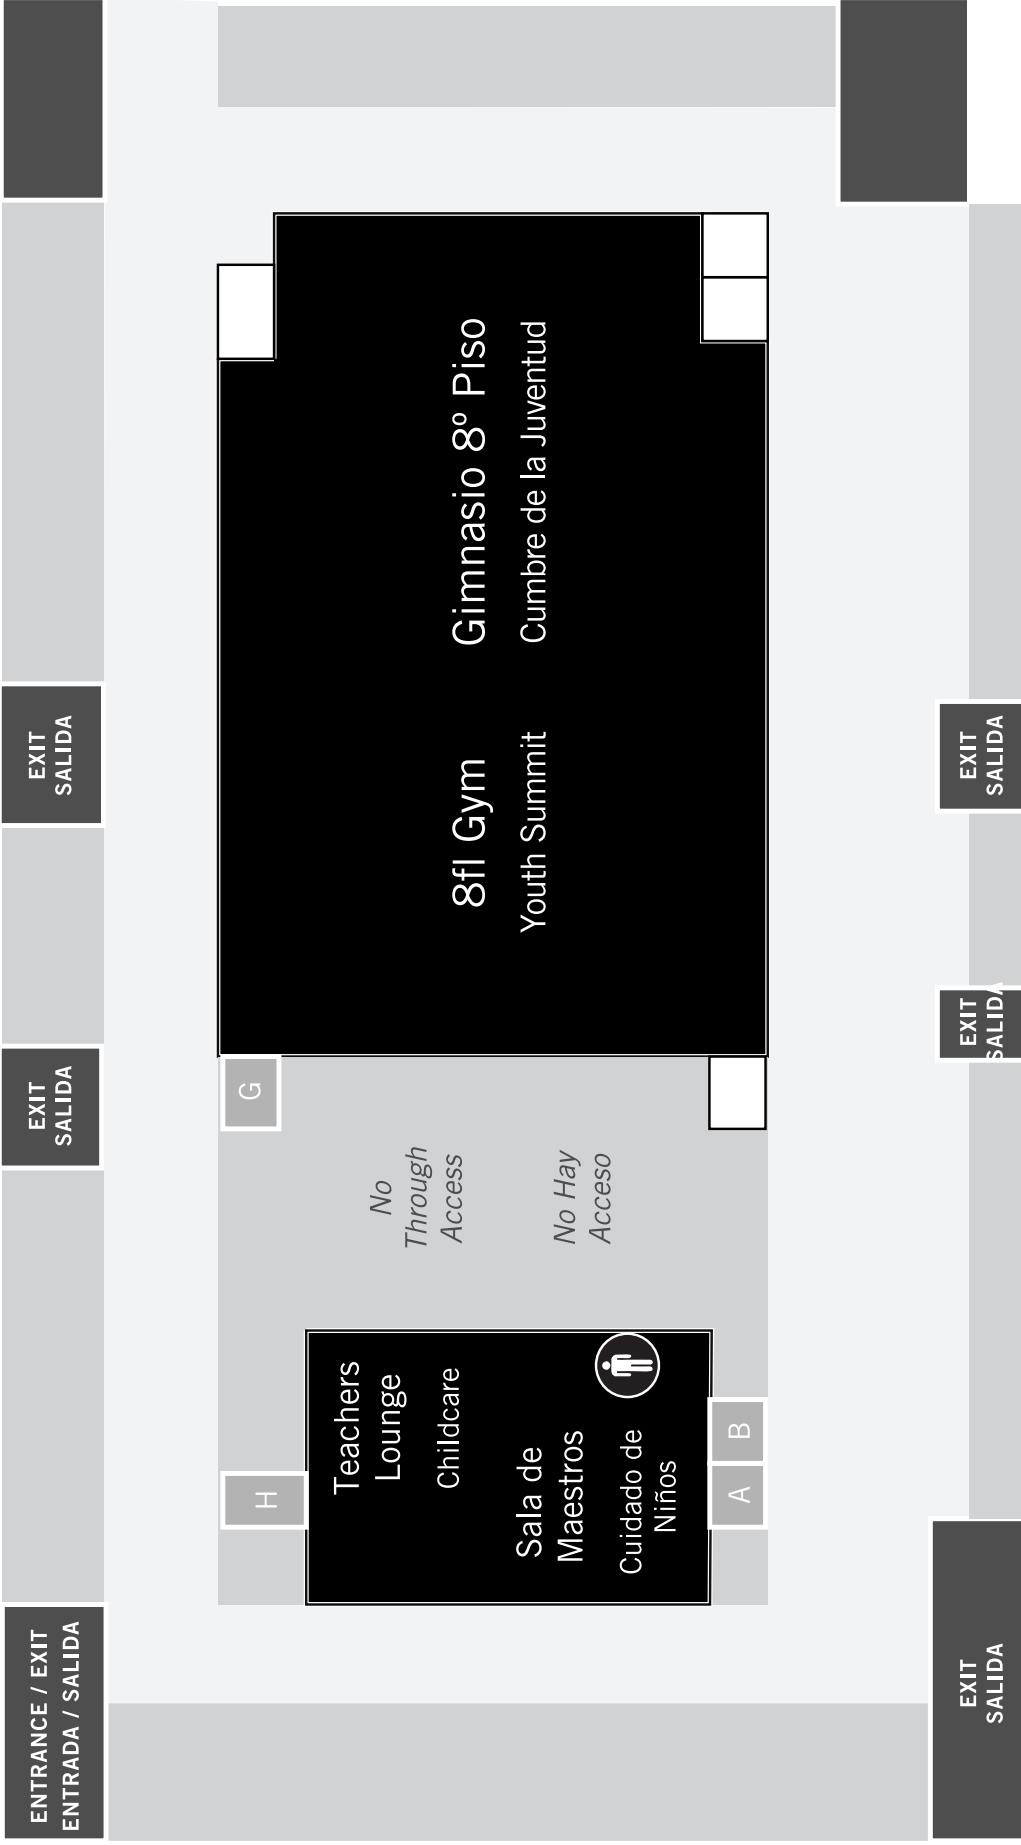 ENTRANCE / EXIT
ENTRADA / SALIDA
EXIT
SALIDA
EXIT
SALIDA
H
G
Teachers
Lounge
Childcare
Sala de
Maestros
Cuidado de
Niños
No
Through
Access
No Hay
Acceso
8fl Gym
Youth Summit
Gimnasio 8º Piso
Cumbre de la Juventud
A
B
EXIT
SALIDA
EXIT
SALIDA
EXIT
SALIDA